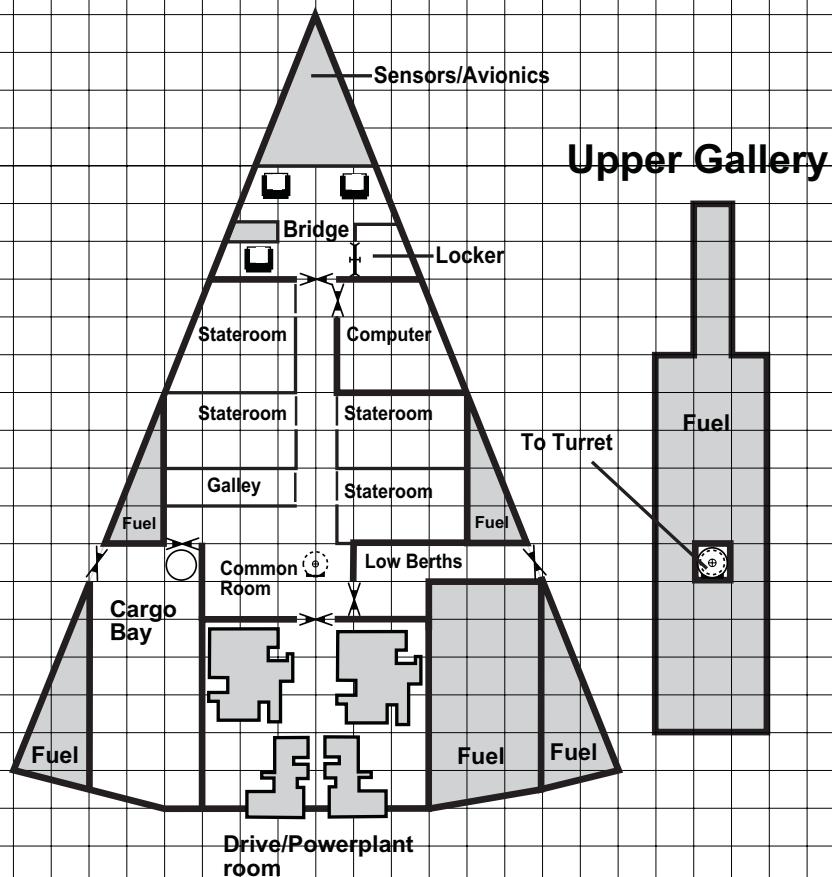 Sensors/Avionics
Upper Gallery
Bridge
Locker
Stateroom
Computer
Stateroom
Stateroom
Fuel
To Turret
Galley
Stateroom
Fuel
Fuel
Common
Room
Low Berths
Cargo
Bay
Fuel
Fuel
Fuel
Drive/Powerplant
room